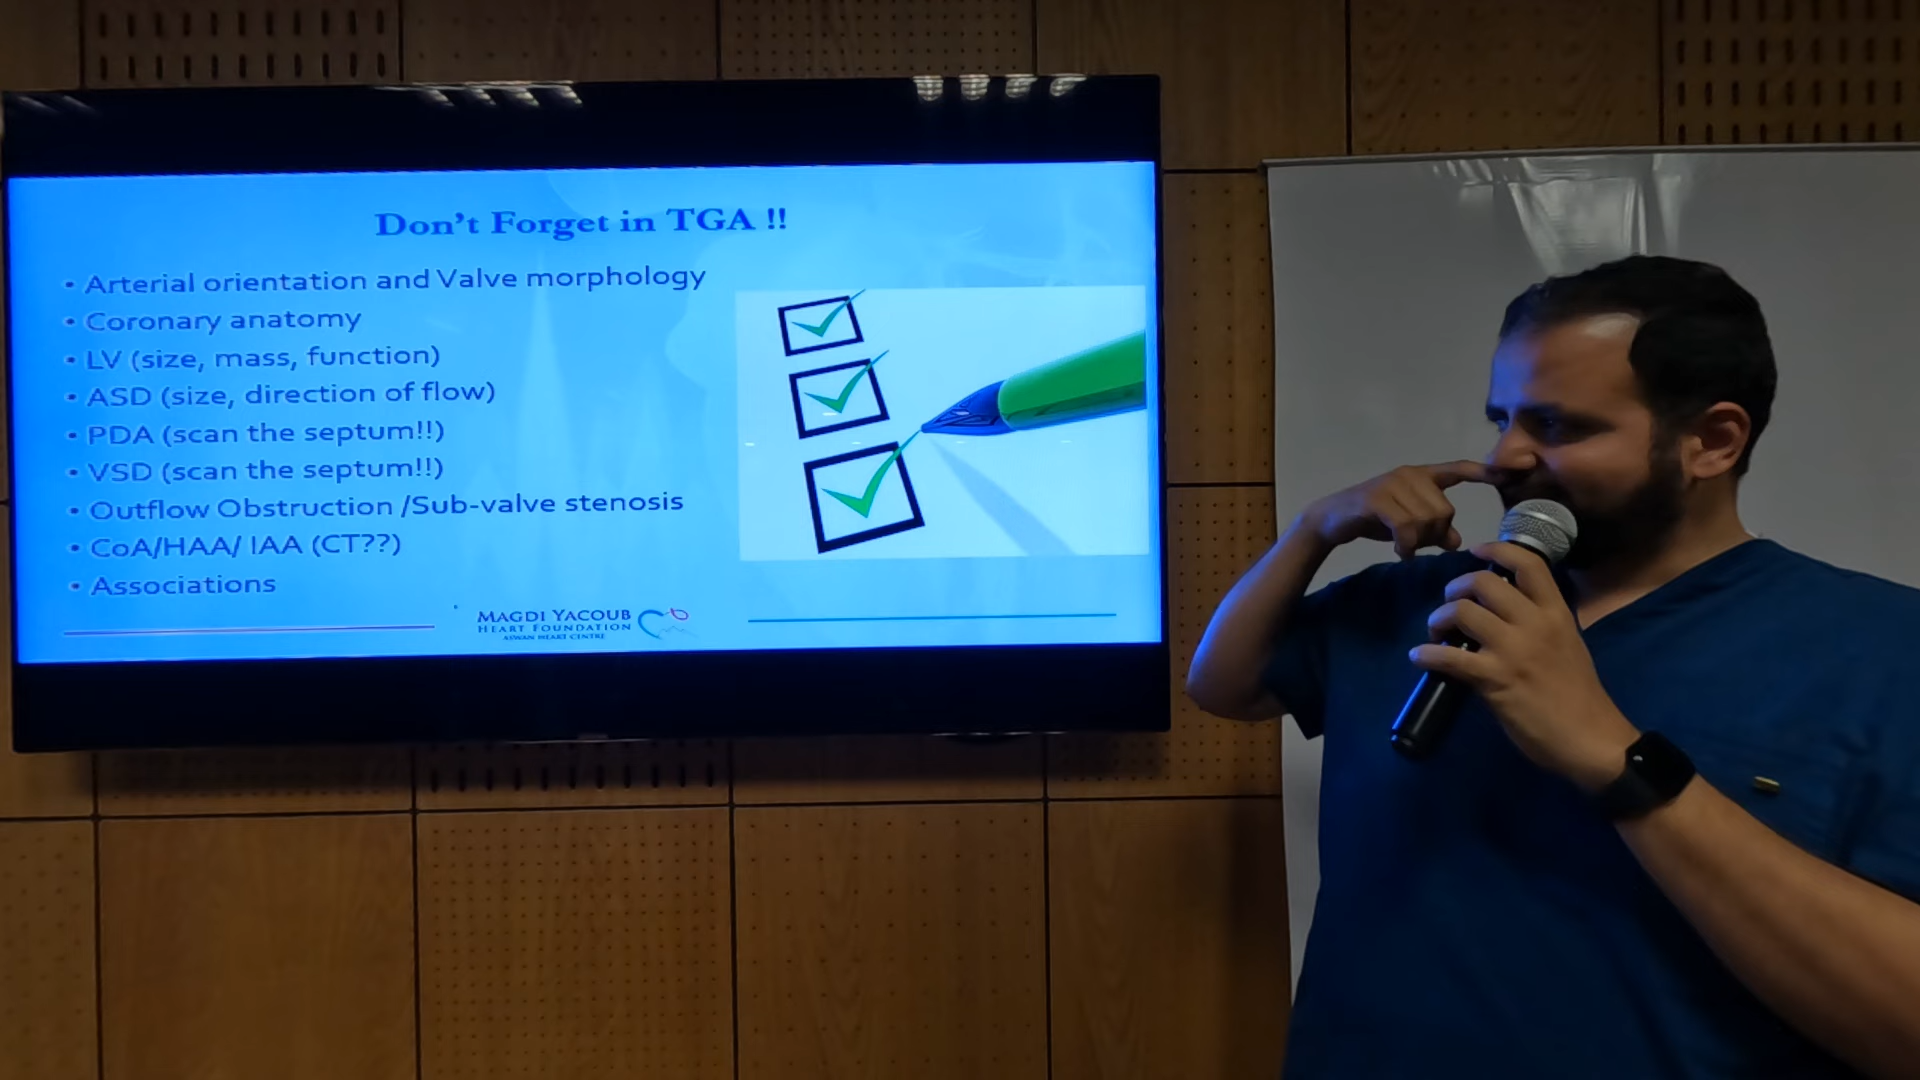 Don't Forget in TGA !!
• Arterial orientation and Valve morphology
• Coronary anatomy
• LV (size, mass, function)
• ASD (size, direction of flow)
• PDA (scan the septum!!)
• VSD (scan the septum!!)
• Outflow Obstruction /Sub-valve stenosis
• CoA/HAA/ IAA (CT??)
• Associations
MAGDI YACOUB
HEART FOUNDATION
ASWAN HEART CENTRE